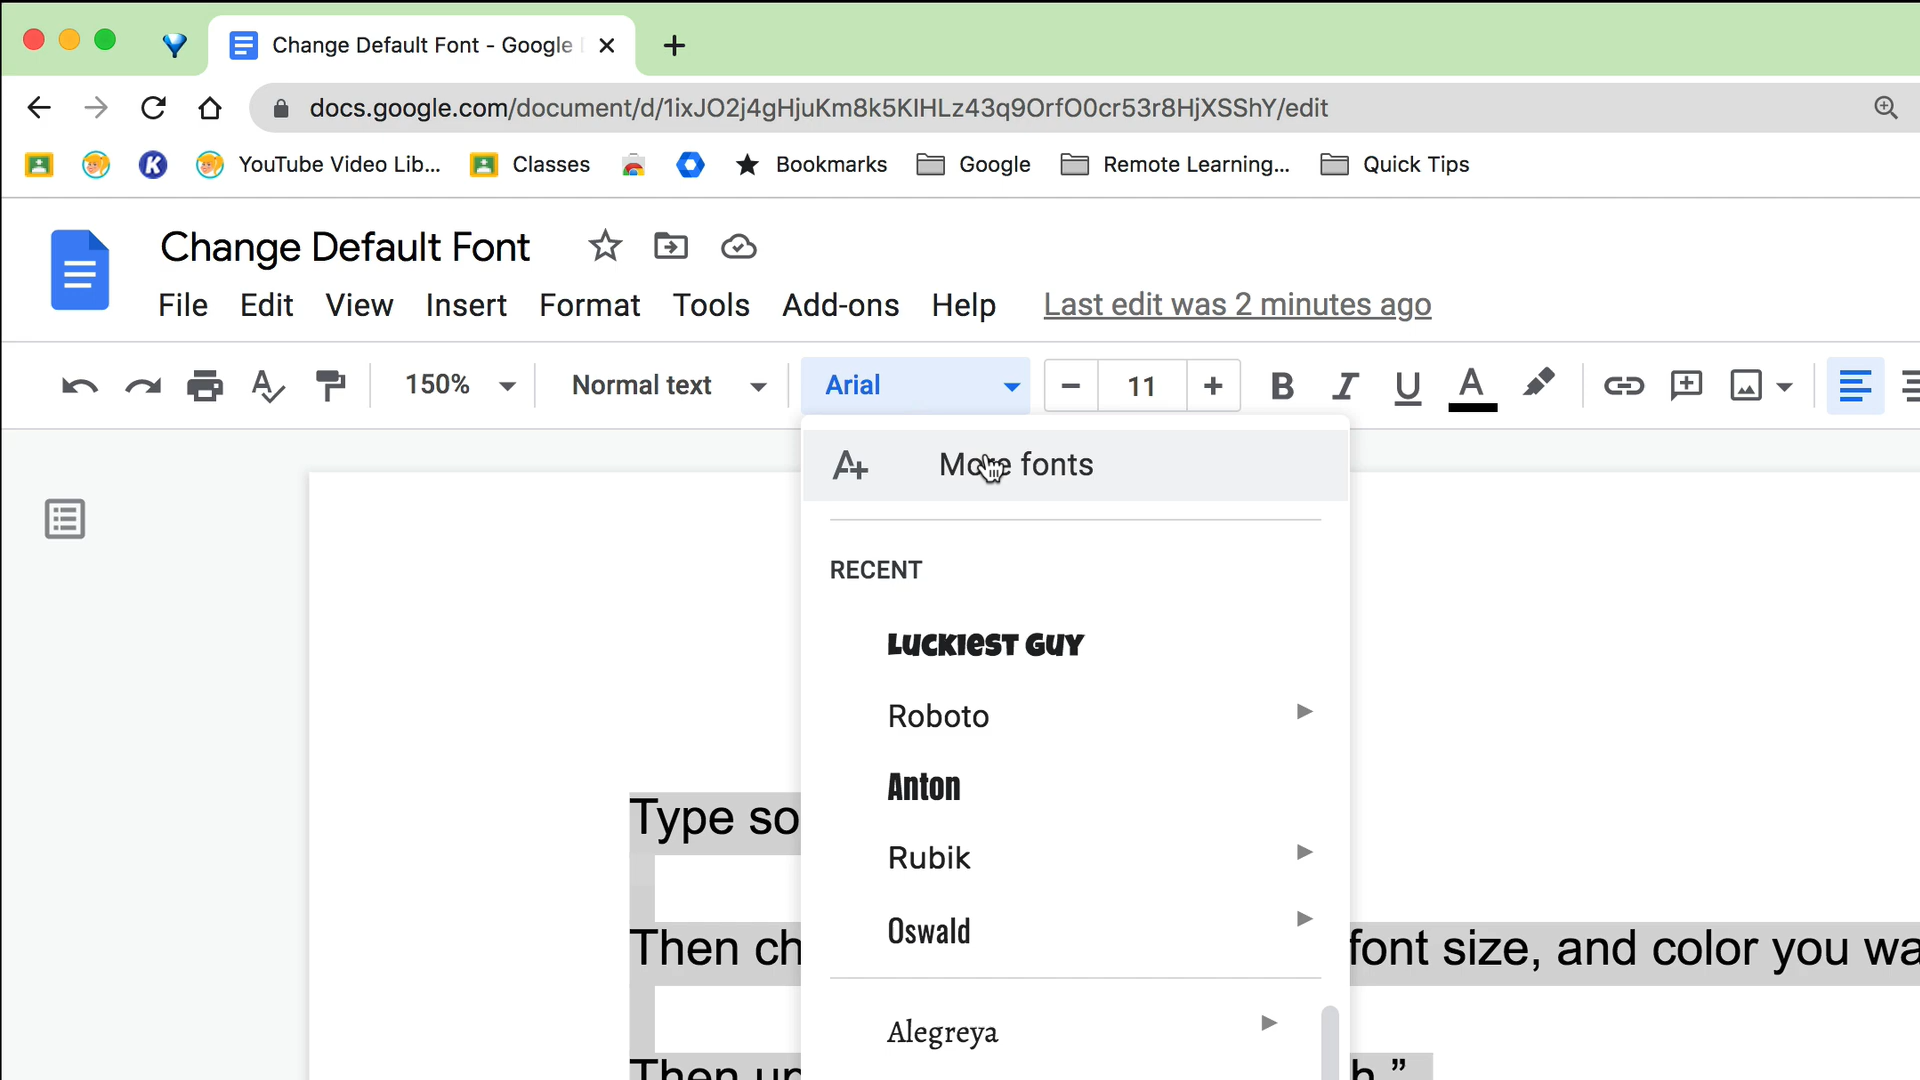 Change Default Font - Google
docs.google.com/document/d/1ixJO2j4gHjuKm8k5KIHLz43q9OrfO0cr53r8HjXSShY/edit
K YouTube Video Lib... Classes Bookmarks Google Remote Learning... Quick Tips
Change Default Font
File Edit View Insert Format Tools Add-ons Help Last edit was 2 minutes ago
150% Normal text Arial - 11 + B I U A
A+ More fonts
RECENT
Luckiest Guy
Roboto
Anton
Type so
Rubik
Oswald
Then ch font size, and color you wa
Alegreya
Then up h.”